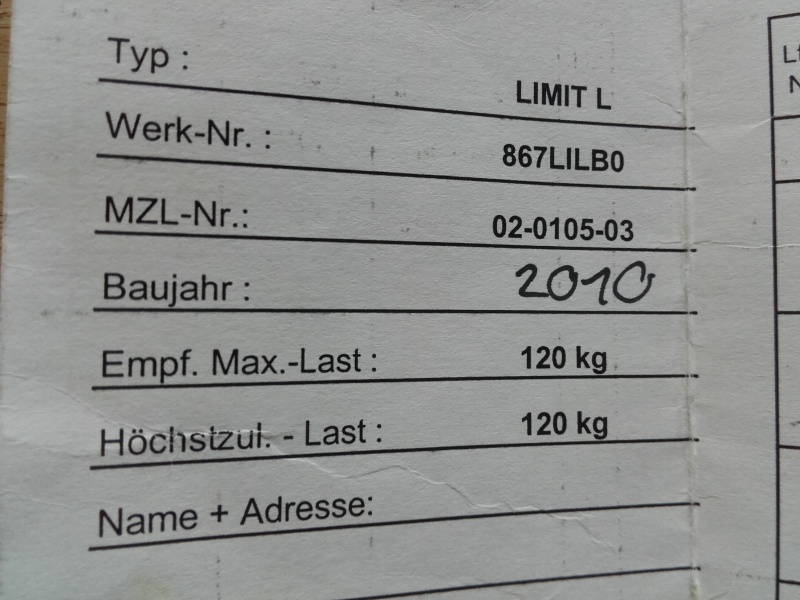 Typ : LIMIT L
Werk-Nr. : 867LILB0
MZL-Nr.: 02-0105-03
Baujahr : 2010
Empf. Max.-Last : 120 kg
Höchstzul. - Last : 120 kg
Name + Adresse: